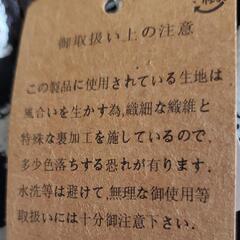 御取扱い上の注意
この製品に使用されている生地は
風合いを生かす為,繊細な繊維と
特殊な裏加工を施しているので,
多少色落ちする恐れが有ります.
水洗等は避けて,無理な御使用等
取扱いには十分御注意下さい.